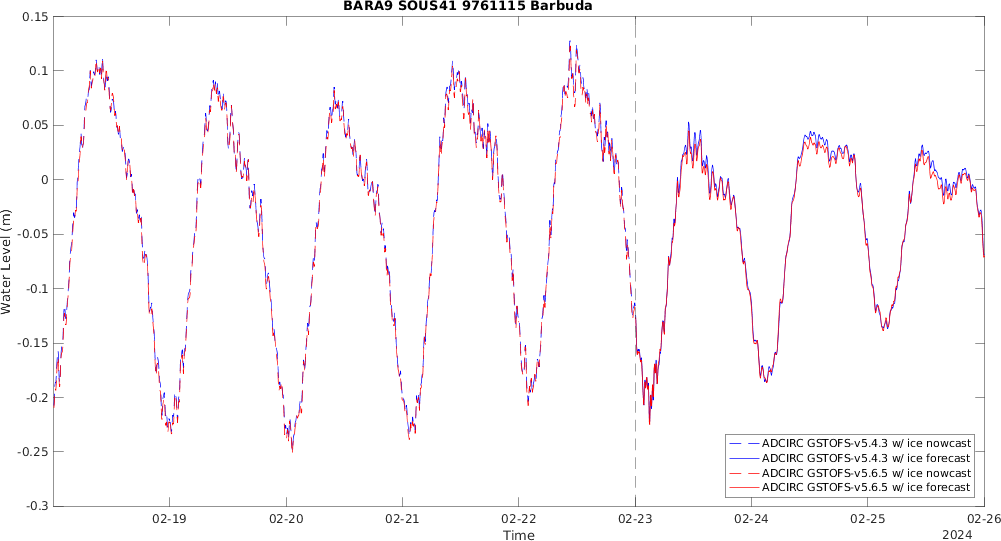 BARA9 SOUS41 9761115 Barbuda
0.15
0.1
0.05
0
-0.05
-0.1
-0.15
-0.2
-0.25
-0.3
Water Level (m)
ADCIRC GSTOFS-v5.4.3 w/ ice nowcast
ADCIRC GSTOFS-v5.4.3 w/ ice forecast
ADCIRC GSTOFS-v5.6.5 w/ ice nowcast
ADCIRC GSTOFS-v5.6.5 w/ ice forecast
02-19 02-20 02-21 02-22 02-23 02-24 02-25 02-26
Time 2024